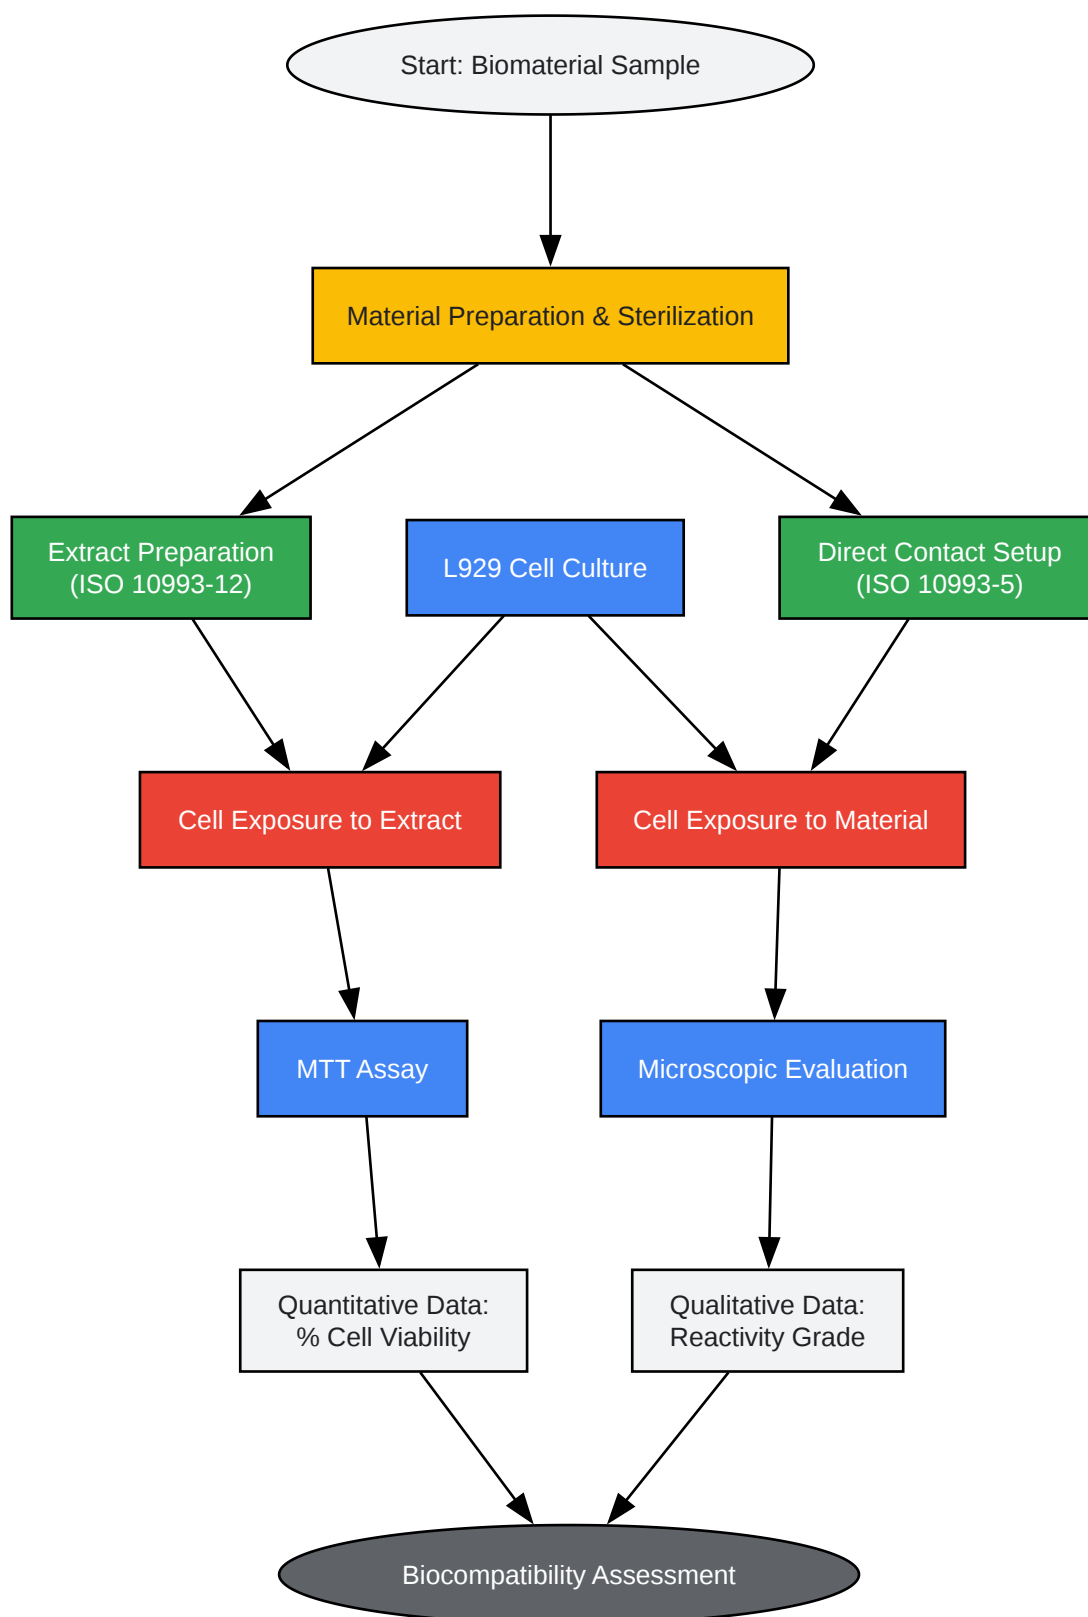 Start: Biomaterial Sample
Material Preparation & Sterilization
Extract Preparation
(ISO 10993-12)
L929 Cell Culture
Direct Contact Setup
(ISO 10993-5)
Cell Exposure to Extract
Cell Exposure to Material
MTT Assay
Microscopic Evaluation
Quantitative Data:
% Cell Viability
Qualitative Data:
Reactivity Grade
Biocompatibility Assessment